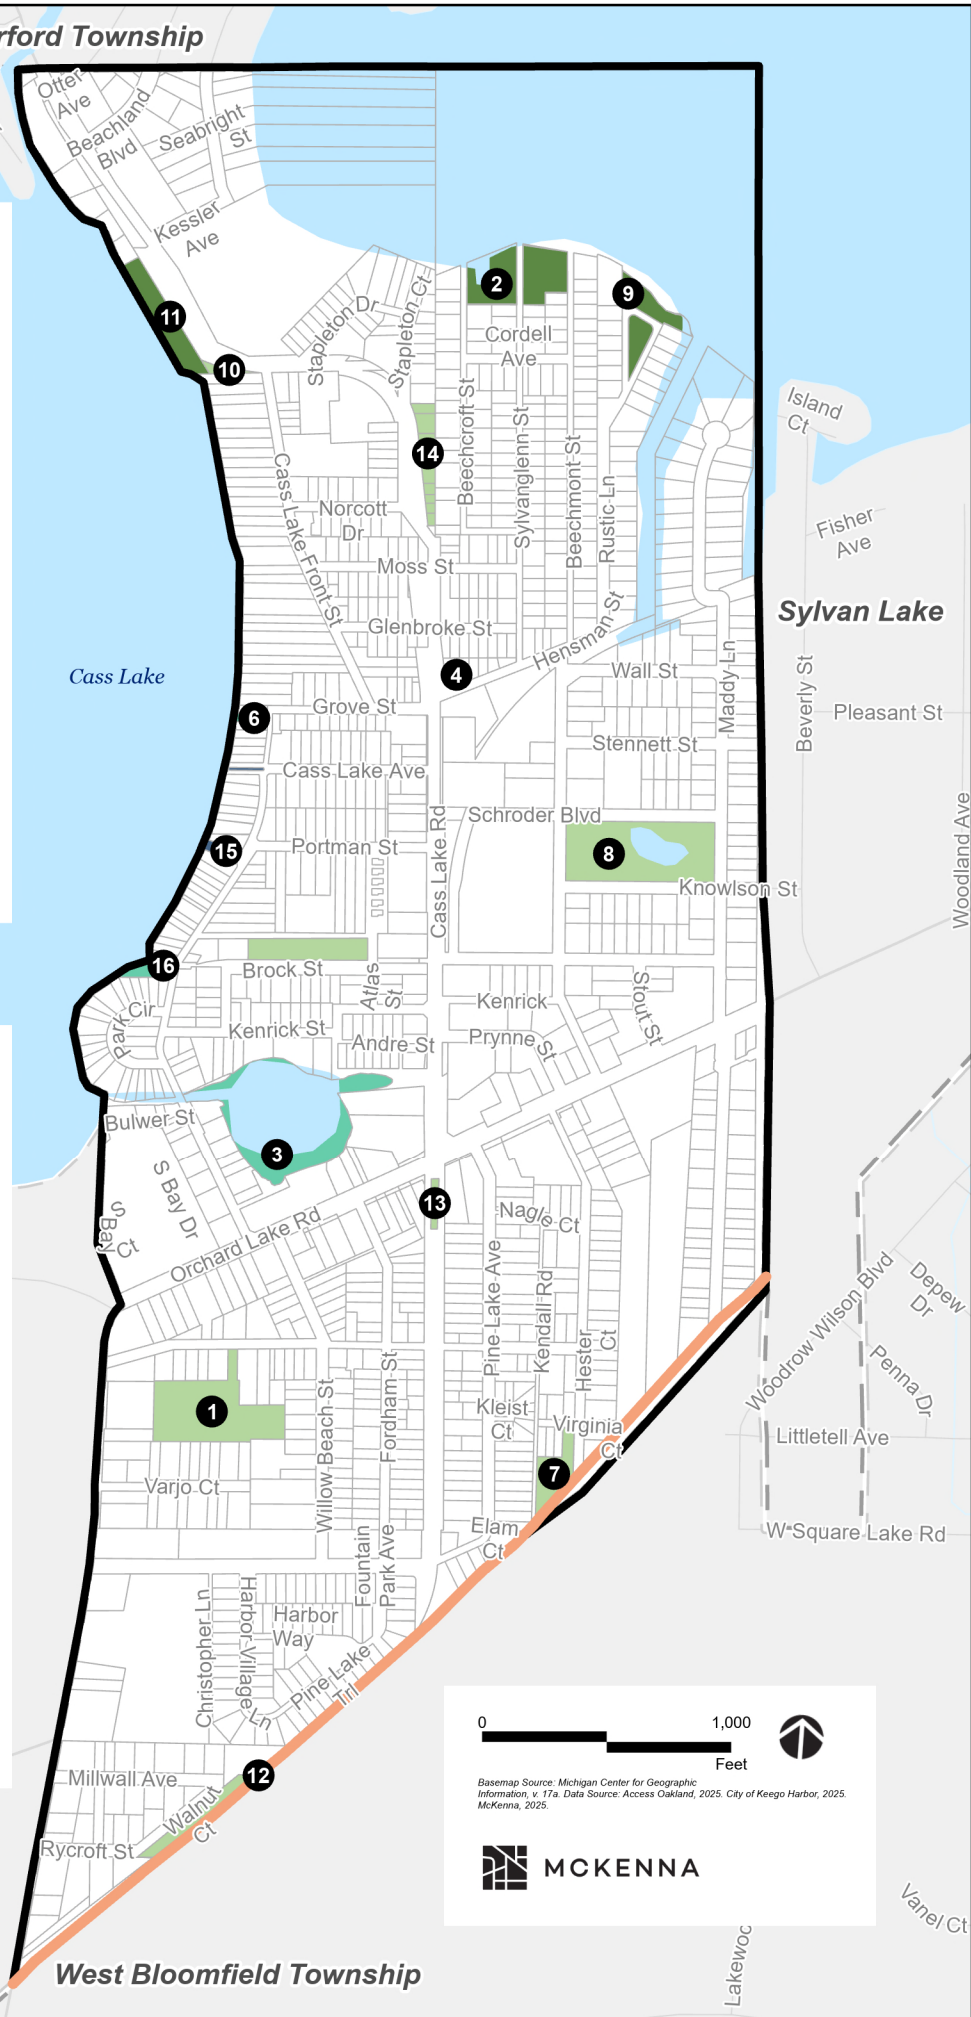 rford Township
Otter
Ave
Beachland
Blvd
Seabright
St
Kessler
Ave
11
10
Stapleton Dr
Stapleton Ct
2
9
Cordell
Ave
Island
Ct
14
Beechcroft St
Sylvanglenn St
Beechmont St
Rustic Ln
Cass Lake Front St
Norcott
Dr
Fisher
Ave
Moss St
Sylvan Lake
Glenbroke St
Hensman St
4
Wall St
Maddy Ln
Beverly St
Cass Lake
6
Grove St
Pleasant St
Stennett St
Cass Lake Ave
Schroder Blvd
Cass Lake Rd
15
Portman St
8
Knowlson St
Woodland Ave
16
Brock St
Atlas
St
Kenrick
Stout St
Park Cir
Kenrick St
Andre St
Prynne St
Bulwer St
3
S Bay Dr
S
Bay
Ct
13
Nagle Ct
Orchard Lake Rd
Pine Lake Ave
Kendall Rd
Hester
Ct
Woodrow Wilson Blvd
Depew
Dr
Penna Dr
1
Willow Beach St
Fordham St
Kleist
Ct
Virginia
Ct
Littletell Ave
7
Varjo Ct
Elam
Ct
W Square Lake Rd
Fountain
Park Ave
Christopher Ln
Harbor Village
Ln
Harbor
Way
Pine Lake
Trl
0
1,000
Feet
Basemap Source: Michigan Center for Geographic
Information, v. 17a. Data Source: Access Oakland, 2025. City of Keego Harbor, 2025.
McKenna, 2025.
MCKENNA
12
Millwall Ave
Walnut
Ct
Rycroft St
Vanel Ct
Lakewoo
West Bloomfield Township